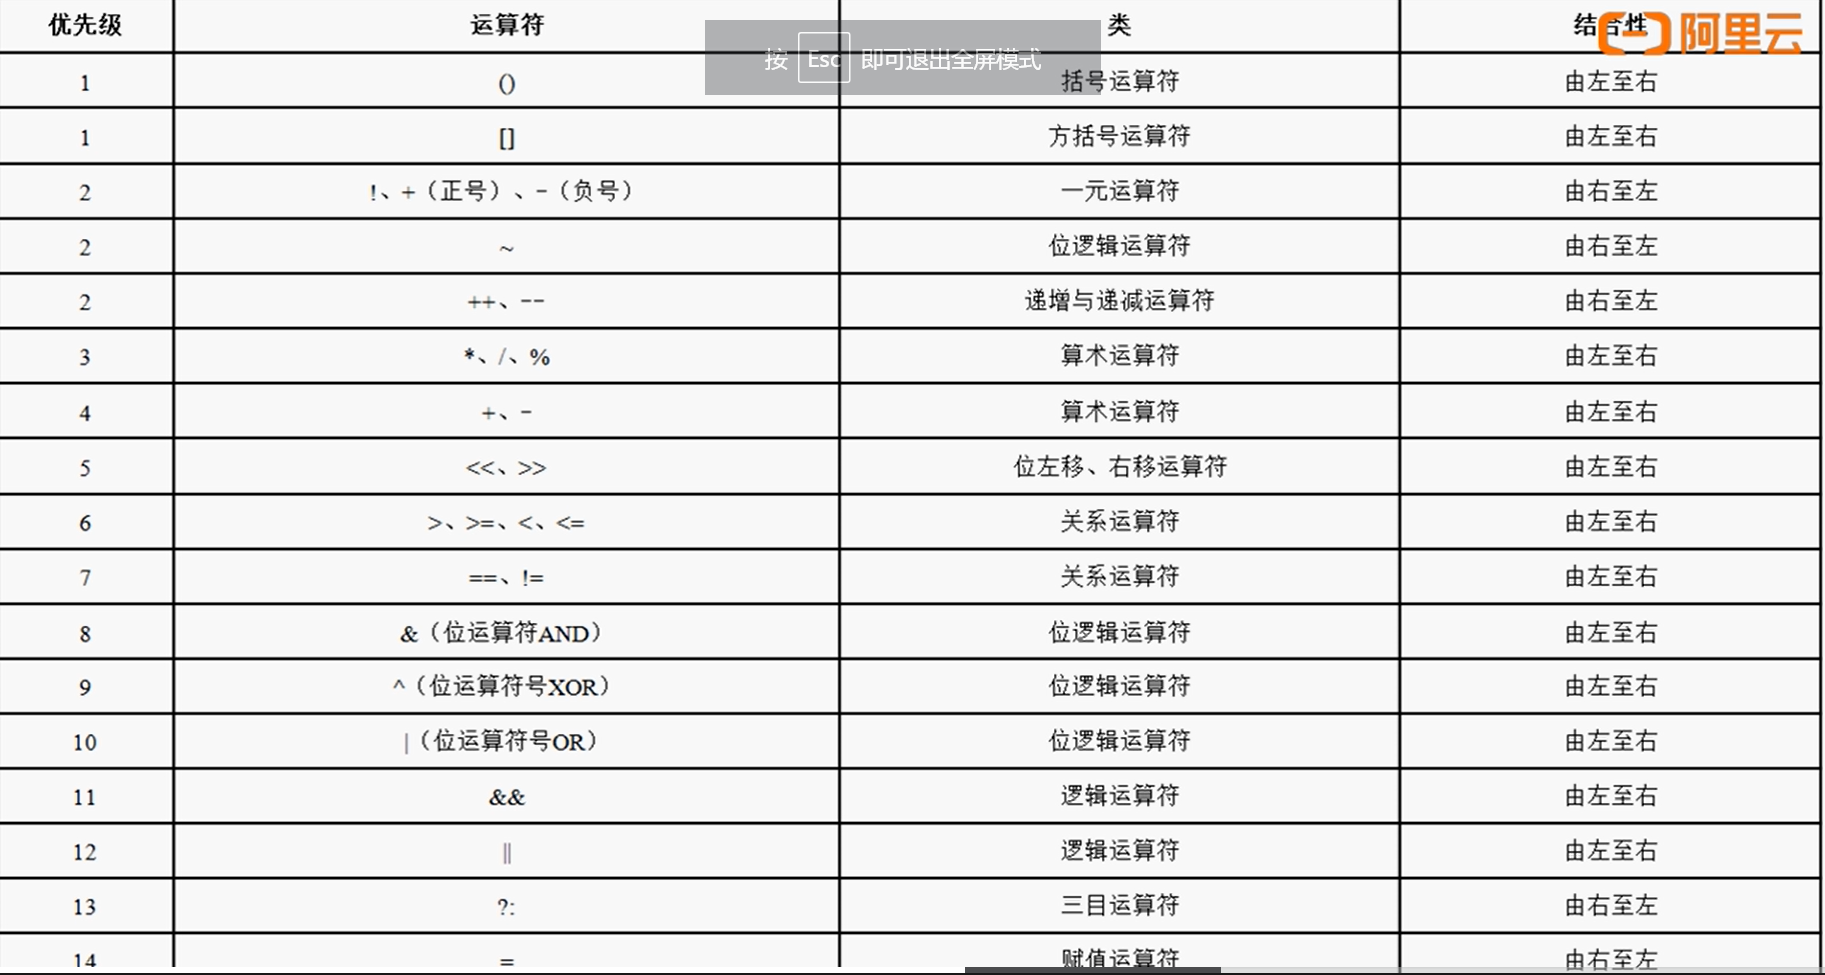 优先级 运算符 类 结合性
阿里云
按 Esc 即可退出全屏模式
1 () 括号运算符 由左至右
1 [] 方括号运算符 由左至右
2 !、+（正号）、-（负号） 一元运算符 由右至左
2 ~ 位逻辑运算符 由右至左
2 ++、-- 递增与递减运算符 由右至左
3 *、/、% 算术运算符 由左至右
4 +、- 算术运算符 由左至右
5 <<、>> 位左移、右移运算符 由左至右
6 >、>=、<、<= 关系运算符 由左至右
7 ==、!= 关系运算符 由左至右
8 &（位运算符AND） 位逻辑运算符 由左至右
9 ^（位运算符号XOR） 位逻辑运算符 由左至右
10 |（位运算符号OR） 位逻辑运算符 由左至右
11 && 逻辑运算符 由左至右
12 || 逻辑运算符 由左至右
13 ?: 三目运算符 由右至左
14 = 赋值运算符 由右至左